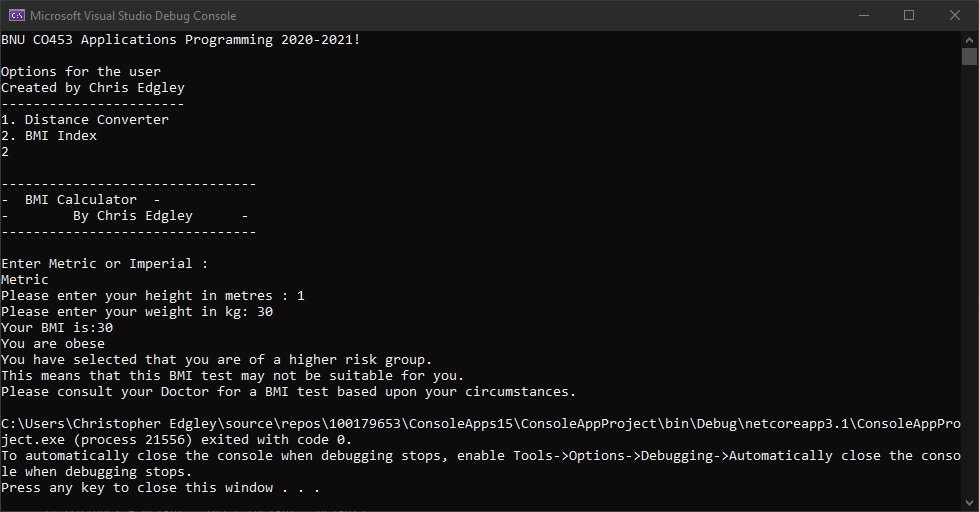 Microsoft Visual Studio Debug Console
BNU CO453 Applications Programming 2020-2021!
Options for the user
Created by Chris Edgley
-----------------------
1. Distance Converter
2. BMI Index
2
--------------------------------
-  BMI Calculator  -
-        By Chris Edgley      -
--------------------------------
Enter Metric or Imperial :
Metric
Please enter your height in metres : 1
Please enter your weight in kg: 30
Your BMI is:30
You are obese
You have selected that you are of a higher risk group.
This means that this BMI test may not be suitable for you.
Please consult your Doctor for a BMI test based upon your circumstances.
C:\Users\Christopher Edgley\source\repos\100179653\ConsoleApps15\ConsoleAppProject\bin\Debug\netcoreapp3.1\ConsoleAppPro
ject.exe (process 21556) exited with code 0.
To automatically close the console when debugging stops, enable Tools->Options->Debugging->Automatically close the conso
le when debugging stops.
Press any key to close this window . . .